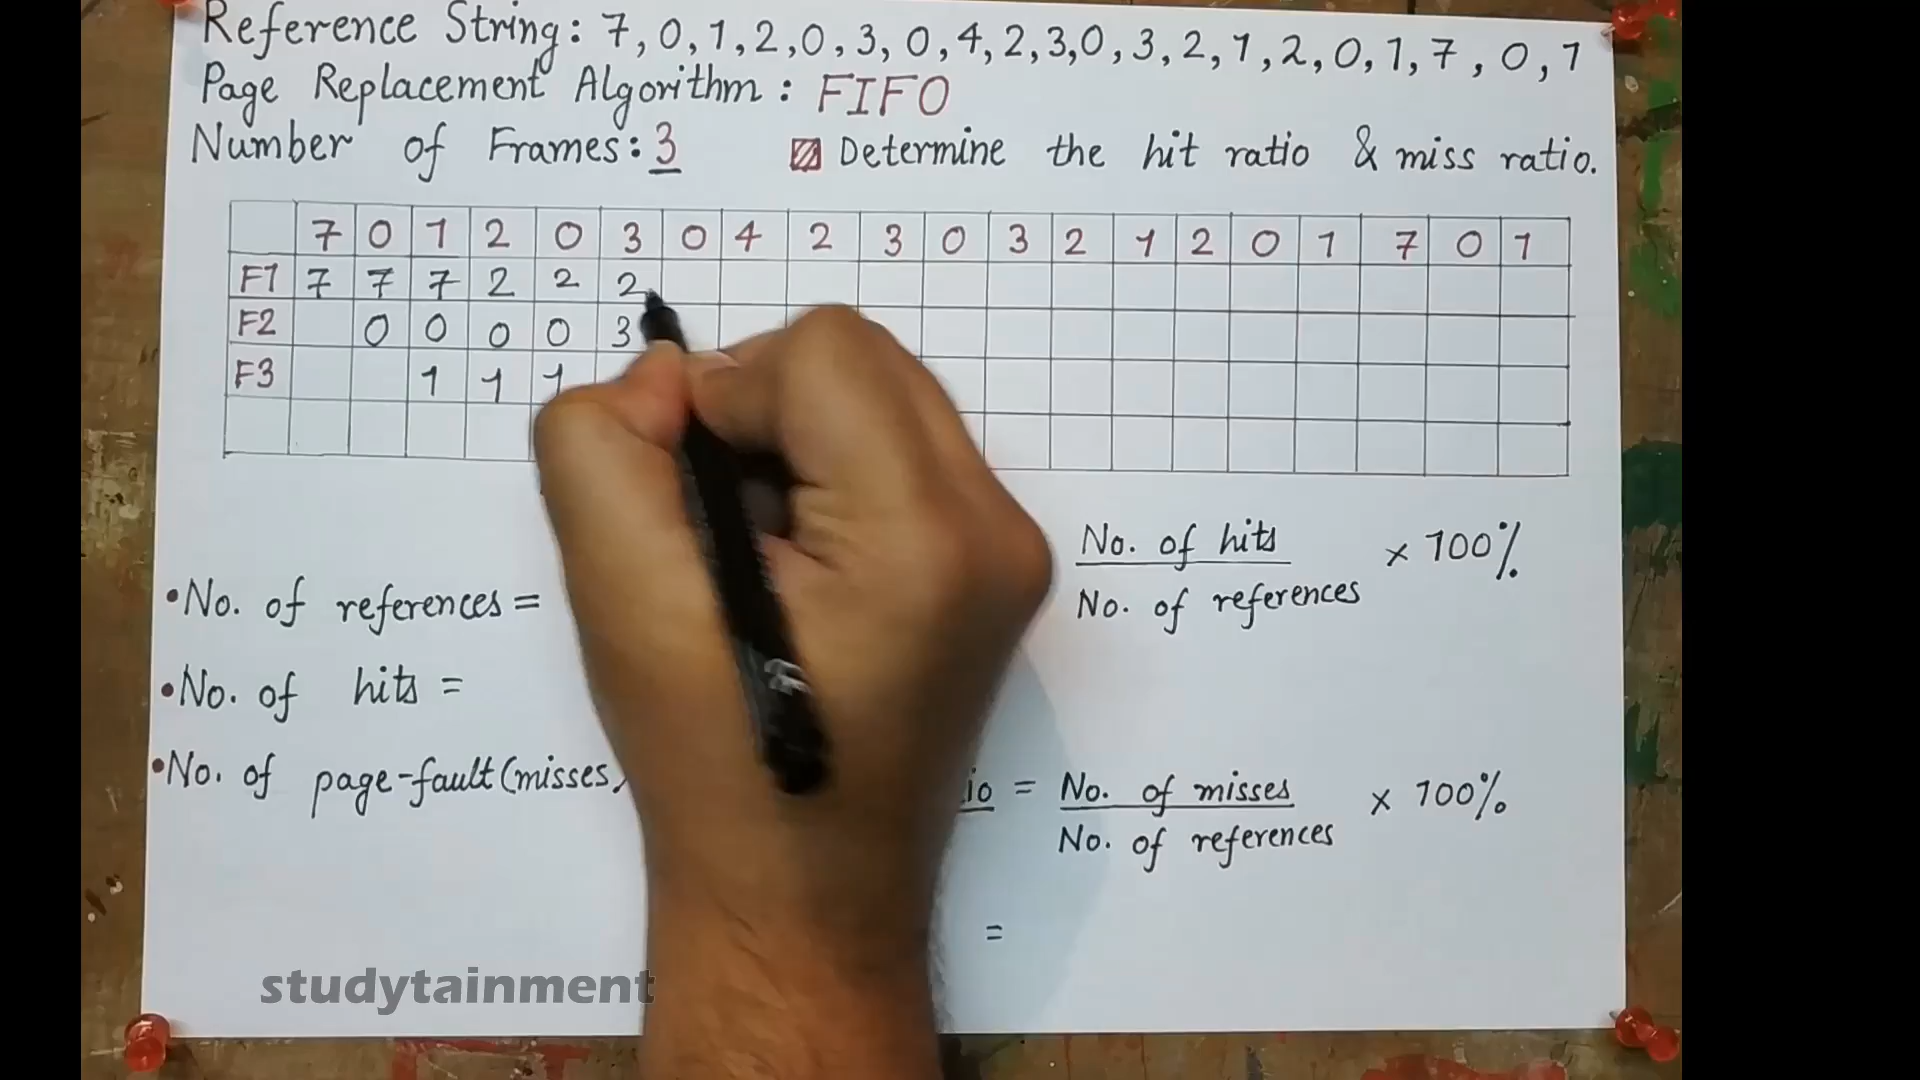 Reference String: 7, 0, 1, 2, 0, 3, 0, 4, 2, 3, 0, 3, 2, 1, 2, 0, 1, 7, 0, 1
Page Replacement Algorithm: FIFO
Number of Frames: 3 Determine the hit ratio & miss ratio.
7 0 1 2 0 3 0 4 2 3 0 3 2 1 2 0 1 7 0 1
F1 7 7 7 2 2 2
F2 0 0 0 0 3
F3 1 1 1
No. of hits × 100%
No. of references
•No. of references =
•No. of hits =
•No. of page-fault(misses
= No. of misses × 100%
No. of references
=
studytainment